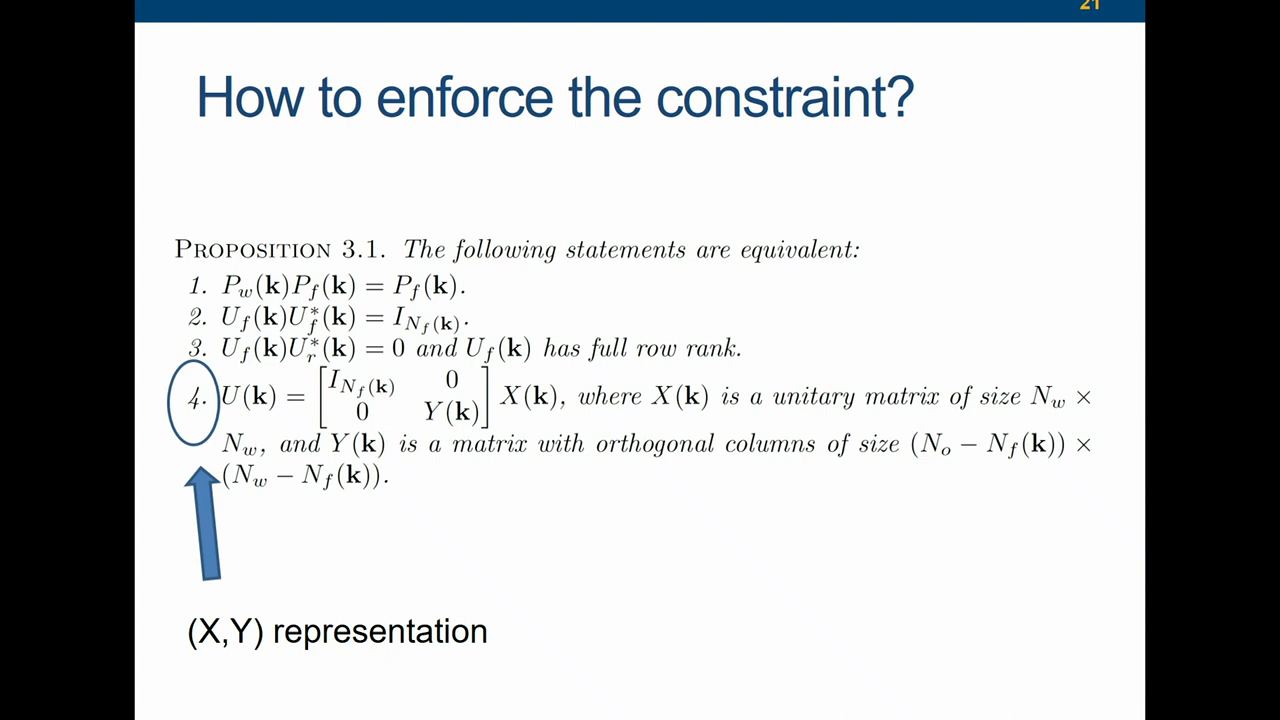 21
How to enforce the constraint?
PROPOSITION 3.1. The following statements are equivalent:
1. P_w(k)P_f(k) = P_f(k).
2. U_f(k)U_f^*(k) = I_{N_f(k)}.
3. U_f(k)U_r^*(k) = 0 and U_f(k) has full row rank.
4. U(k) = [I_{N_f(k)} 0; 0 Y(k)] X(k), where X(k) is a unitary matrix of size N_w ×
N_w, and Y(k) is a matrix with orthogonal columns of size (N_o − N_f(k)) ×
(N_w − N_f(k)).
(X,Y) representation